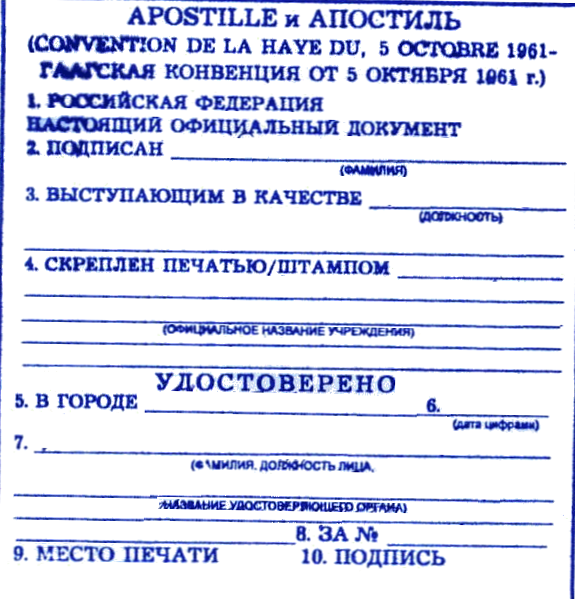 APOSTILLE и АПОСТИЛЬ
(CONVENTION DE LA HAYE DU, 5 OCTOBRE 1961-
ГААГСКАЯ КОНВЕНЦИЯ ОТ 5 ОКТЯБРЯ 1961 г.)
1. РОССИЙСКАЯ ФЕДЕРАЦИЯ
НАСТОЯЩИЙ ОФИЦИАЛЬНЫЙ ДОКУМЕНТ
2. ПОДПИСАН
(ФАМИЛИЯ)
3. ВЫСТУПАЮЩИМ В КАЧЕСТВЕ
(ДОЛЖНОСТЬ)
4. СКРЕПЛЕН ПЕЧАТЬЮ/ШТАМПОМ
(ОФИЦИАЛЬНОЕ НАЗВАНИЕ УЧРЕЖДЕНИЯ)
УДОСТОВЕРЕНО
5. В ГОРОДЕ 6.
(дата цифрами)
7.
(ФАМИЛИЯ, ДОЛЖНОСТЬ ЛИЦА,
НАЗВАНИЕ УДОСТОВЕРЯЮЩЕГО ОРГАНА)
8. ЗА №
9. МЕСТО ПЕЧАТИ 10. ПОДПИСЬ